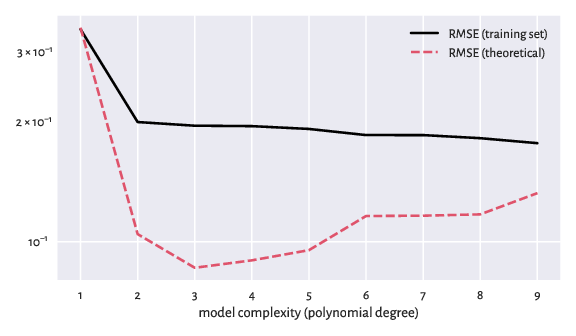 RMSE (training set)
RMSE (theoretical)
3 × 10⁻¹
2 × 10⁻¹
10⁻¹
1 2 3 4 5 6 7 8 9
model complexity (polynomial degree)